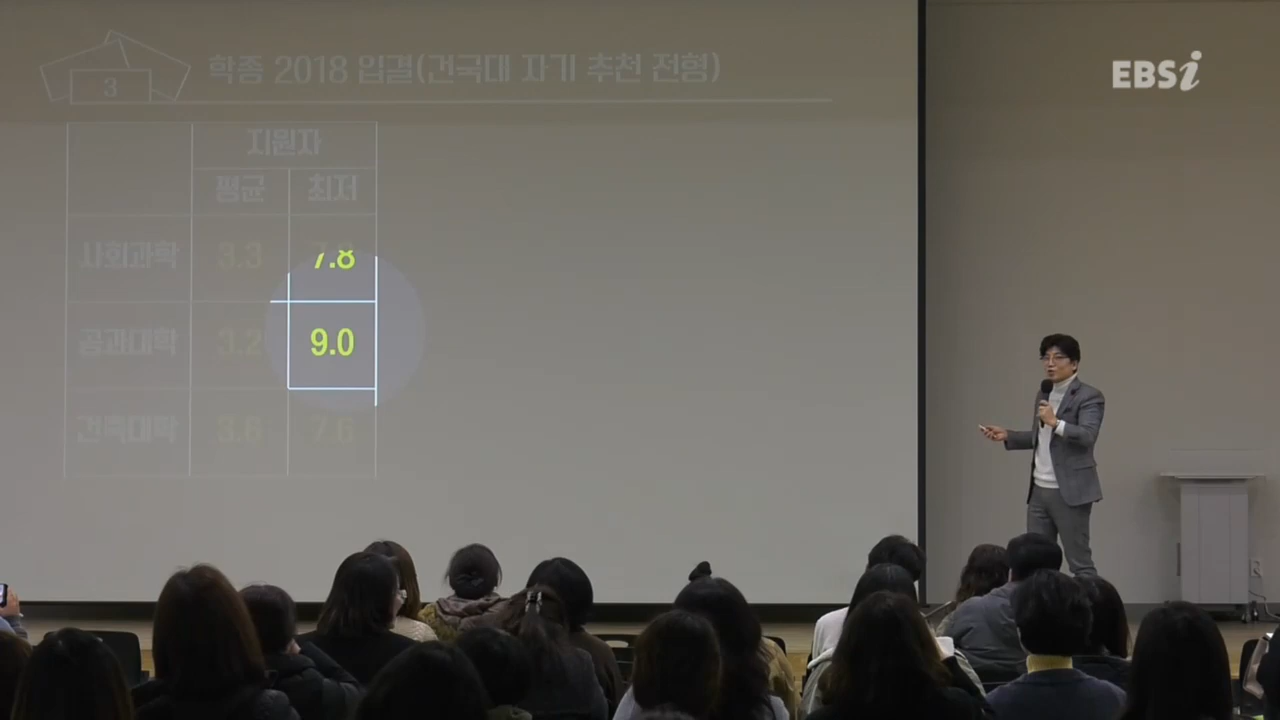 3
학종 2018 입결(건국대 자기 추천 전형)
EBSi
지원자
평균 최저
사회과학 3.3 7.8
공과대학 3.2 9.0
건축대학 3.6 7.6